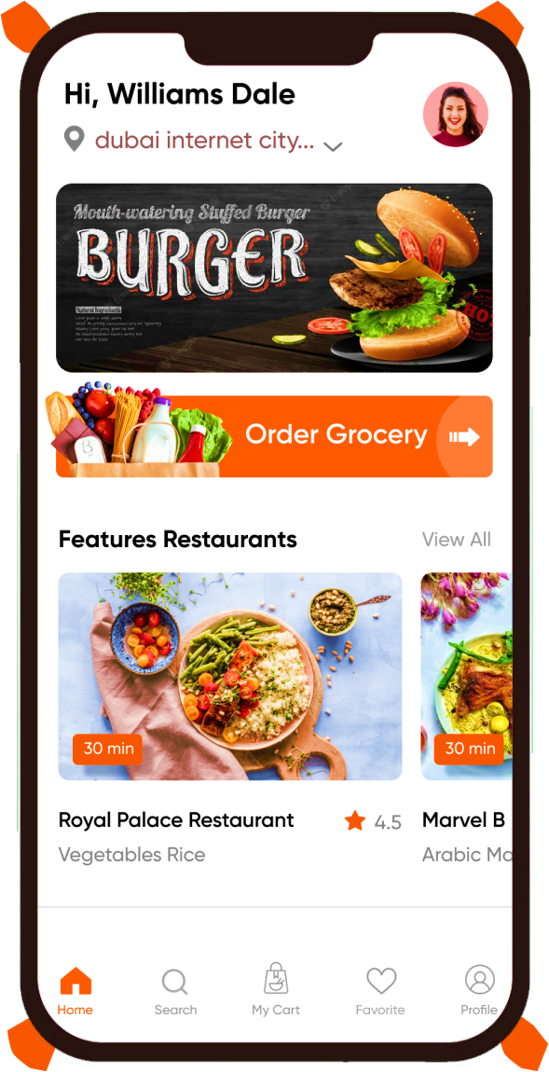 Hi, Williams Dale
dubai internet city...
Mouth-watering Stuffed Burger
BURGER
Natural Ingredients
HO
Order Grocery
Features Restaurants
View All
30 min
30 min
Royal Palace Restaurant
4.5
Marvel B
Vegetables Rice
Arabic Ma
Home
Search
My Cart
Favorite
Profile